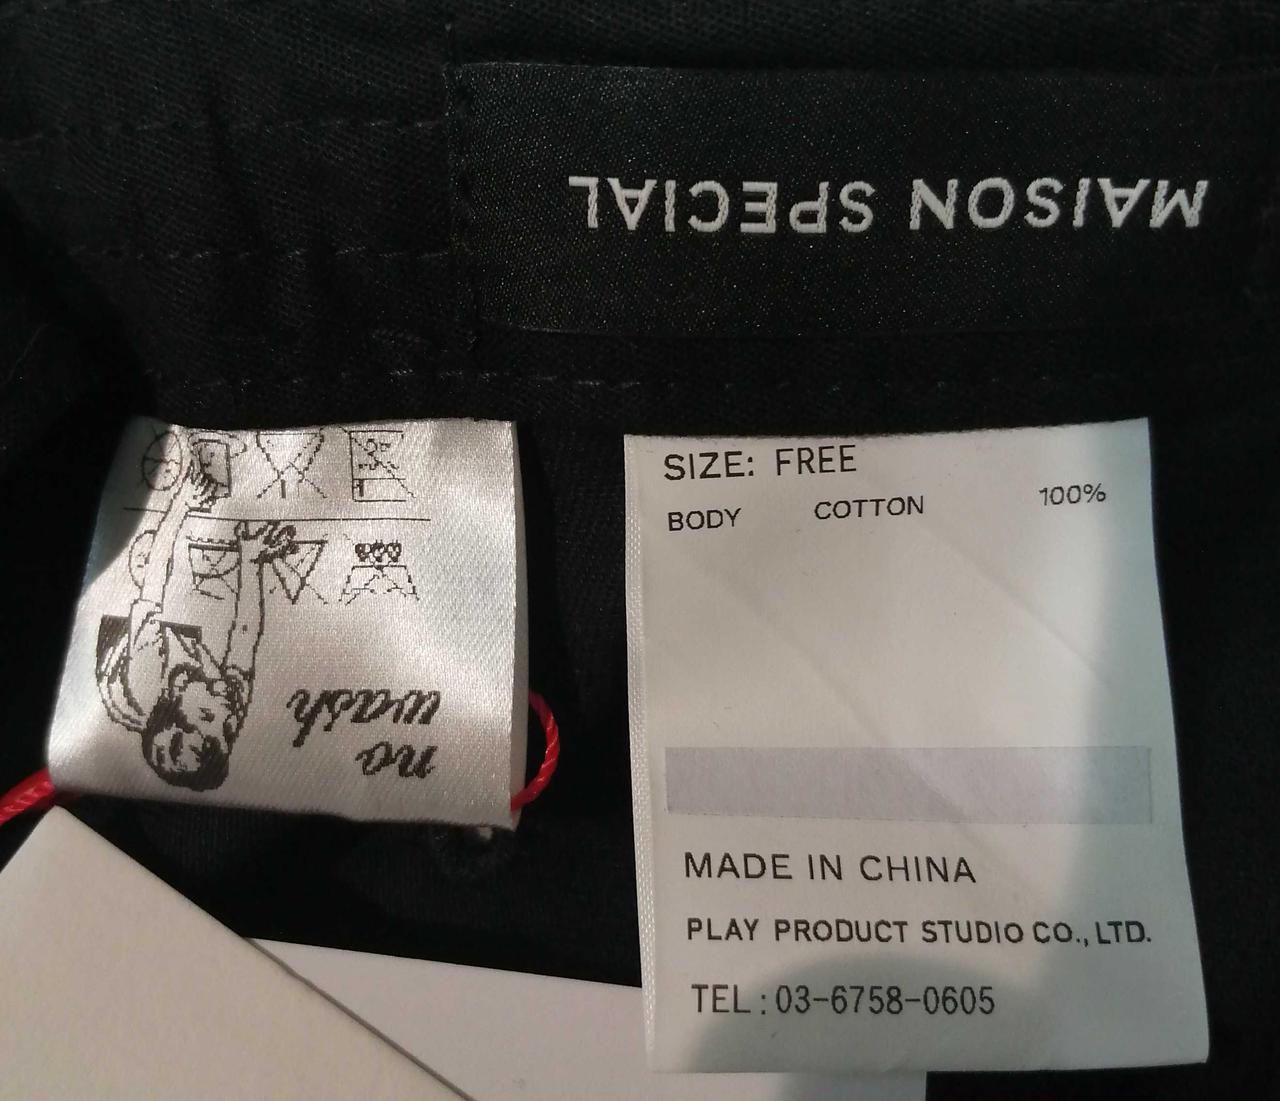 MAISON SPECIAL
no
wash
SIZE: FREE
BODY COTTON 100%
MADE IN CHINA
PLAY PRODUCT STUDIO CO., LTD.
TEL : 03-6758-0605